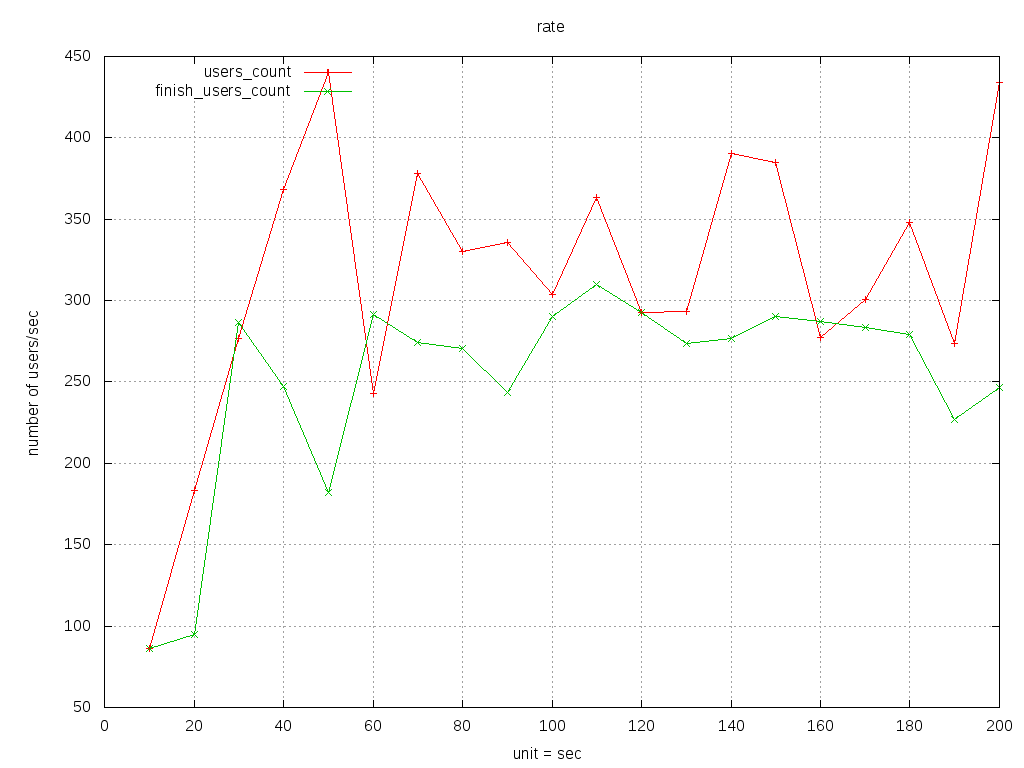 rate
450
users_count
finish_users_count
400
350
300
250
200
150
100
50
number of users/sec
0 20 40 60 80 100 120 140 160 180 200
unit = sec